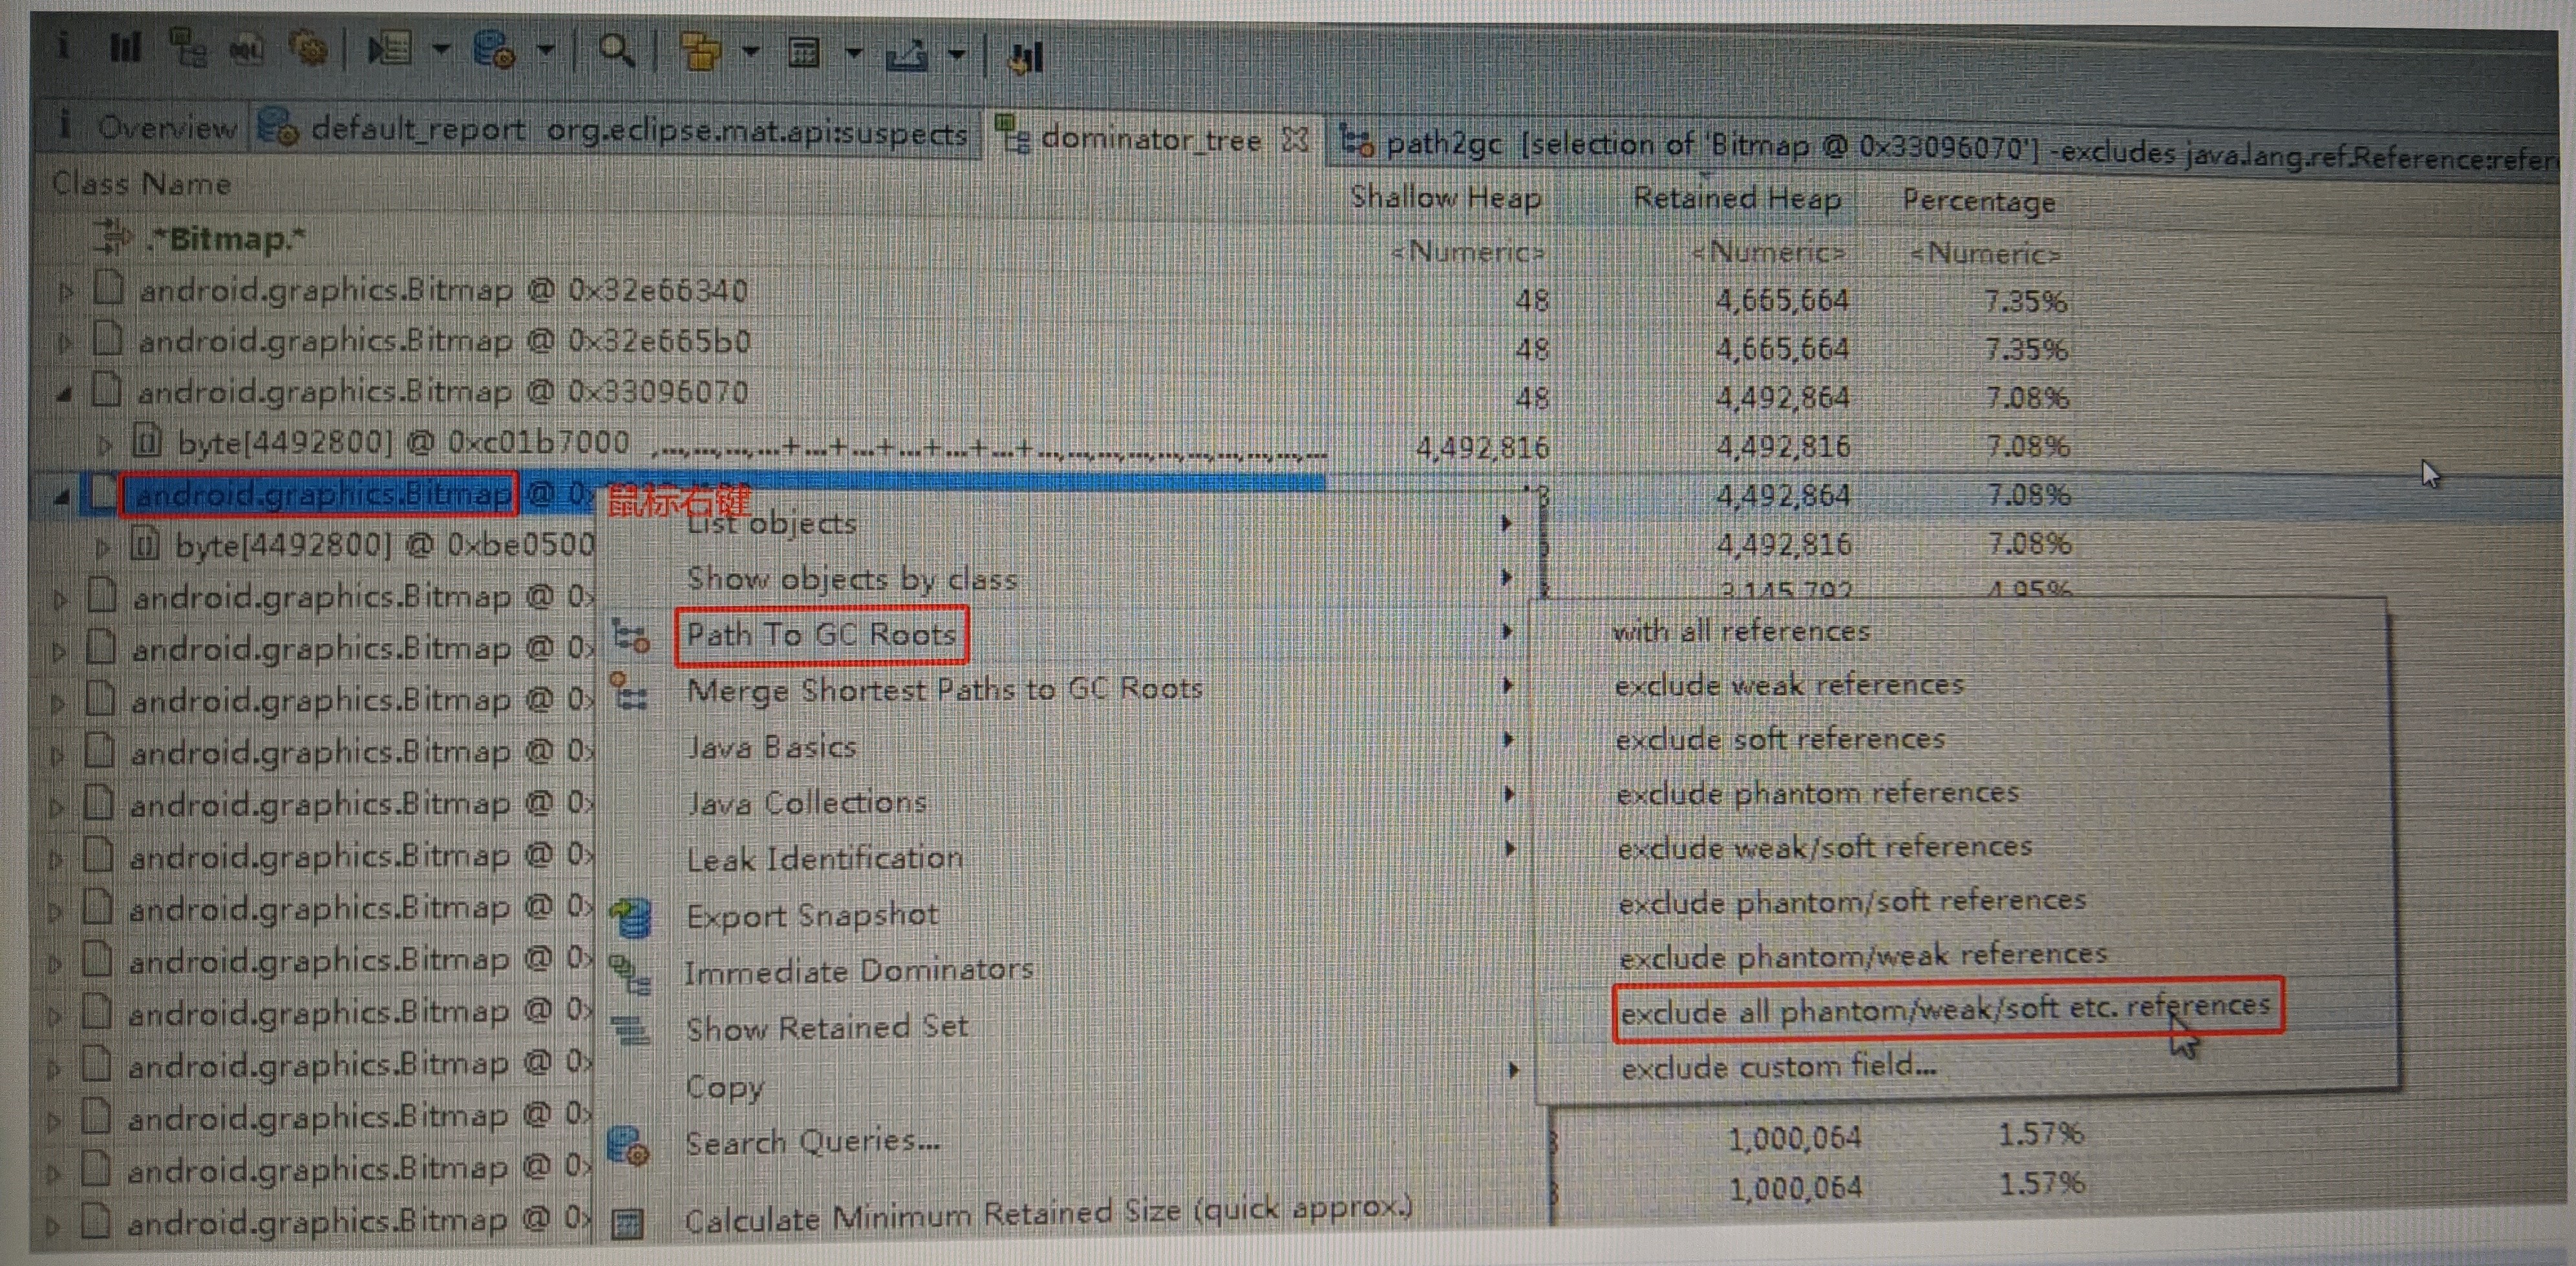 i Overview default_report org.eclipse.mat.api:suspects dominator_tree path2gc [selection of 'Bitmap @ 0x33096070'] -excludes java.lang.ref.Reference:refer
Class Name Shallow Heap Retained Heap Percentage
.*Bitmap.* <Numeric> <Numeric> <Numeric>
android.graphics.Bitmap @ 0x32e66340 48 4,665,664 7.35%
android.graphics.Bitmap @ 0x32e665b0 48 4,665,664 7.35%
android.graphics.Bitmap @ 0x33096070 48 4,492,864 7.08%
byte[4492800] @ 0xc01b7000 4,492,816 4,492,816 7.08%
android.graphics.Bitmap @ 0x 4,492,864 7.08%
鼠标右键
byte[4492800] @ 0xbe0500 4,492,816 7.08%
android.graphics.Bitmap @ 0x
android.graphics.Bitmap @ 0x
android.graphics.Bitmap @ 0x
android.graphics.Bitmap @ 0x
android.graphics.Bitmap @ 0x
android.graphics.Bitmap @ 0x
android.graphics.Bitmap @ 0x
android.graphics.Bitmap @ 0x
android.graphics.Bitmap @ 0x
android.graphics.Bitmap @ 0x
android.graphics.Bitmap @ 0x
android.graphics.Bitmap @ 0x
android.graphics.Bitmap @ 0x
List objects
Show objects by class
Path To GC Roots
Merge Shortest Paths to GC Roots
Java Basics
Java Collections
Leak Identification
Export Snapshot
Immediate Dominators
Show Retained Set
Copy
Search Queries...
Calculate Minimum Retained Size (quick approx.)
with all references
exclude weak references
exclude soft references
exclude phantom references
exclude weak/soft references
exclude phantom/soft references
exclude phantom/weak references
exclude all phantom/weak/soft etc. references
exclude custom field...
1,000,064 1.57%
1,000,064 1.57%